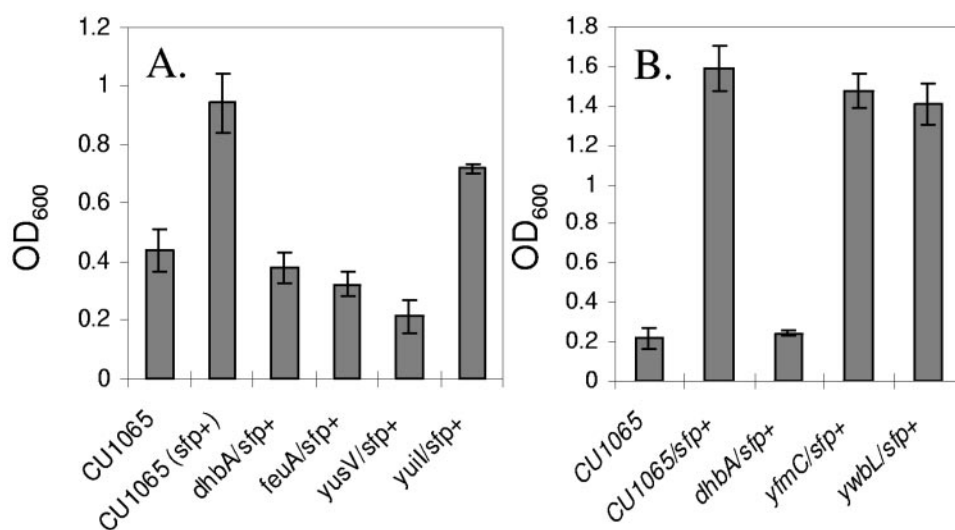 A.
OD600
1.2
1
0.8
0.6
0.4
0.2
0
CU1065
CU1065 (sfp+)
dhbA/sfp+
feuA/sfp+
yusV/sfp+
yuiI/sfp+
B.
OD600
1.8
1.6
1.4
1.2
1
0.8
0.6
0.4
0.2
0
CU1065
CU1065/sfp+
dhbA/sfp+
yfmC/sfp+
ywbL/sfp+